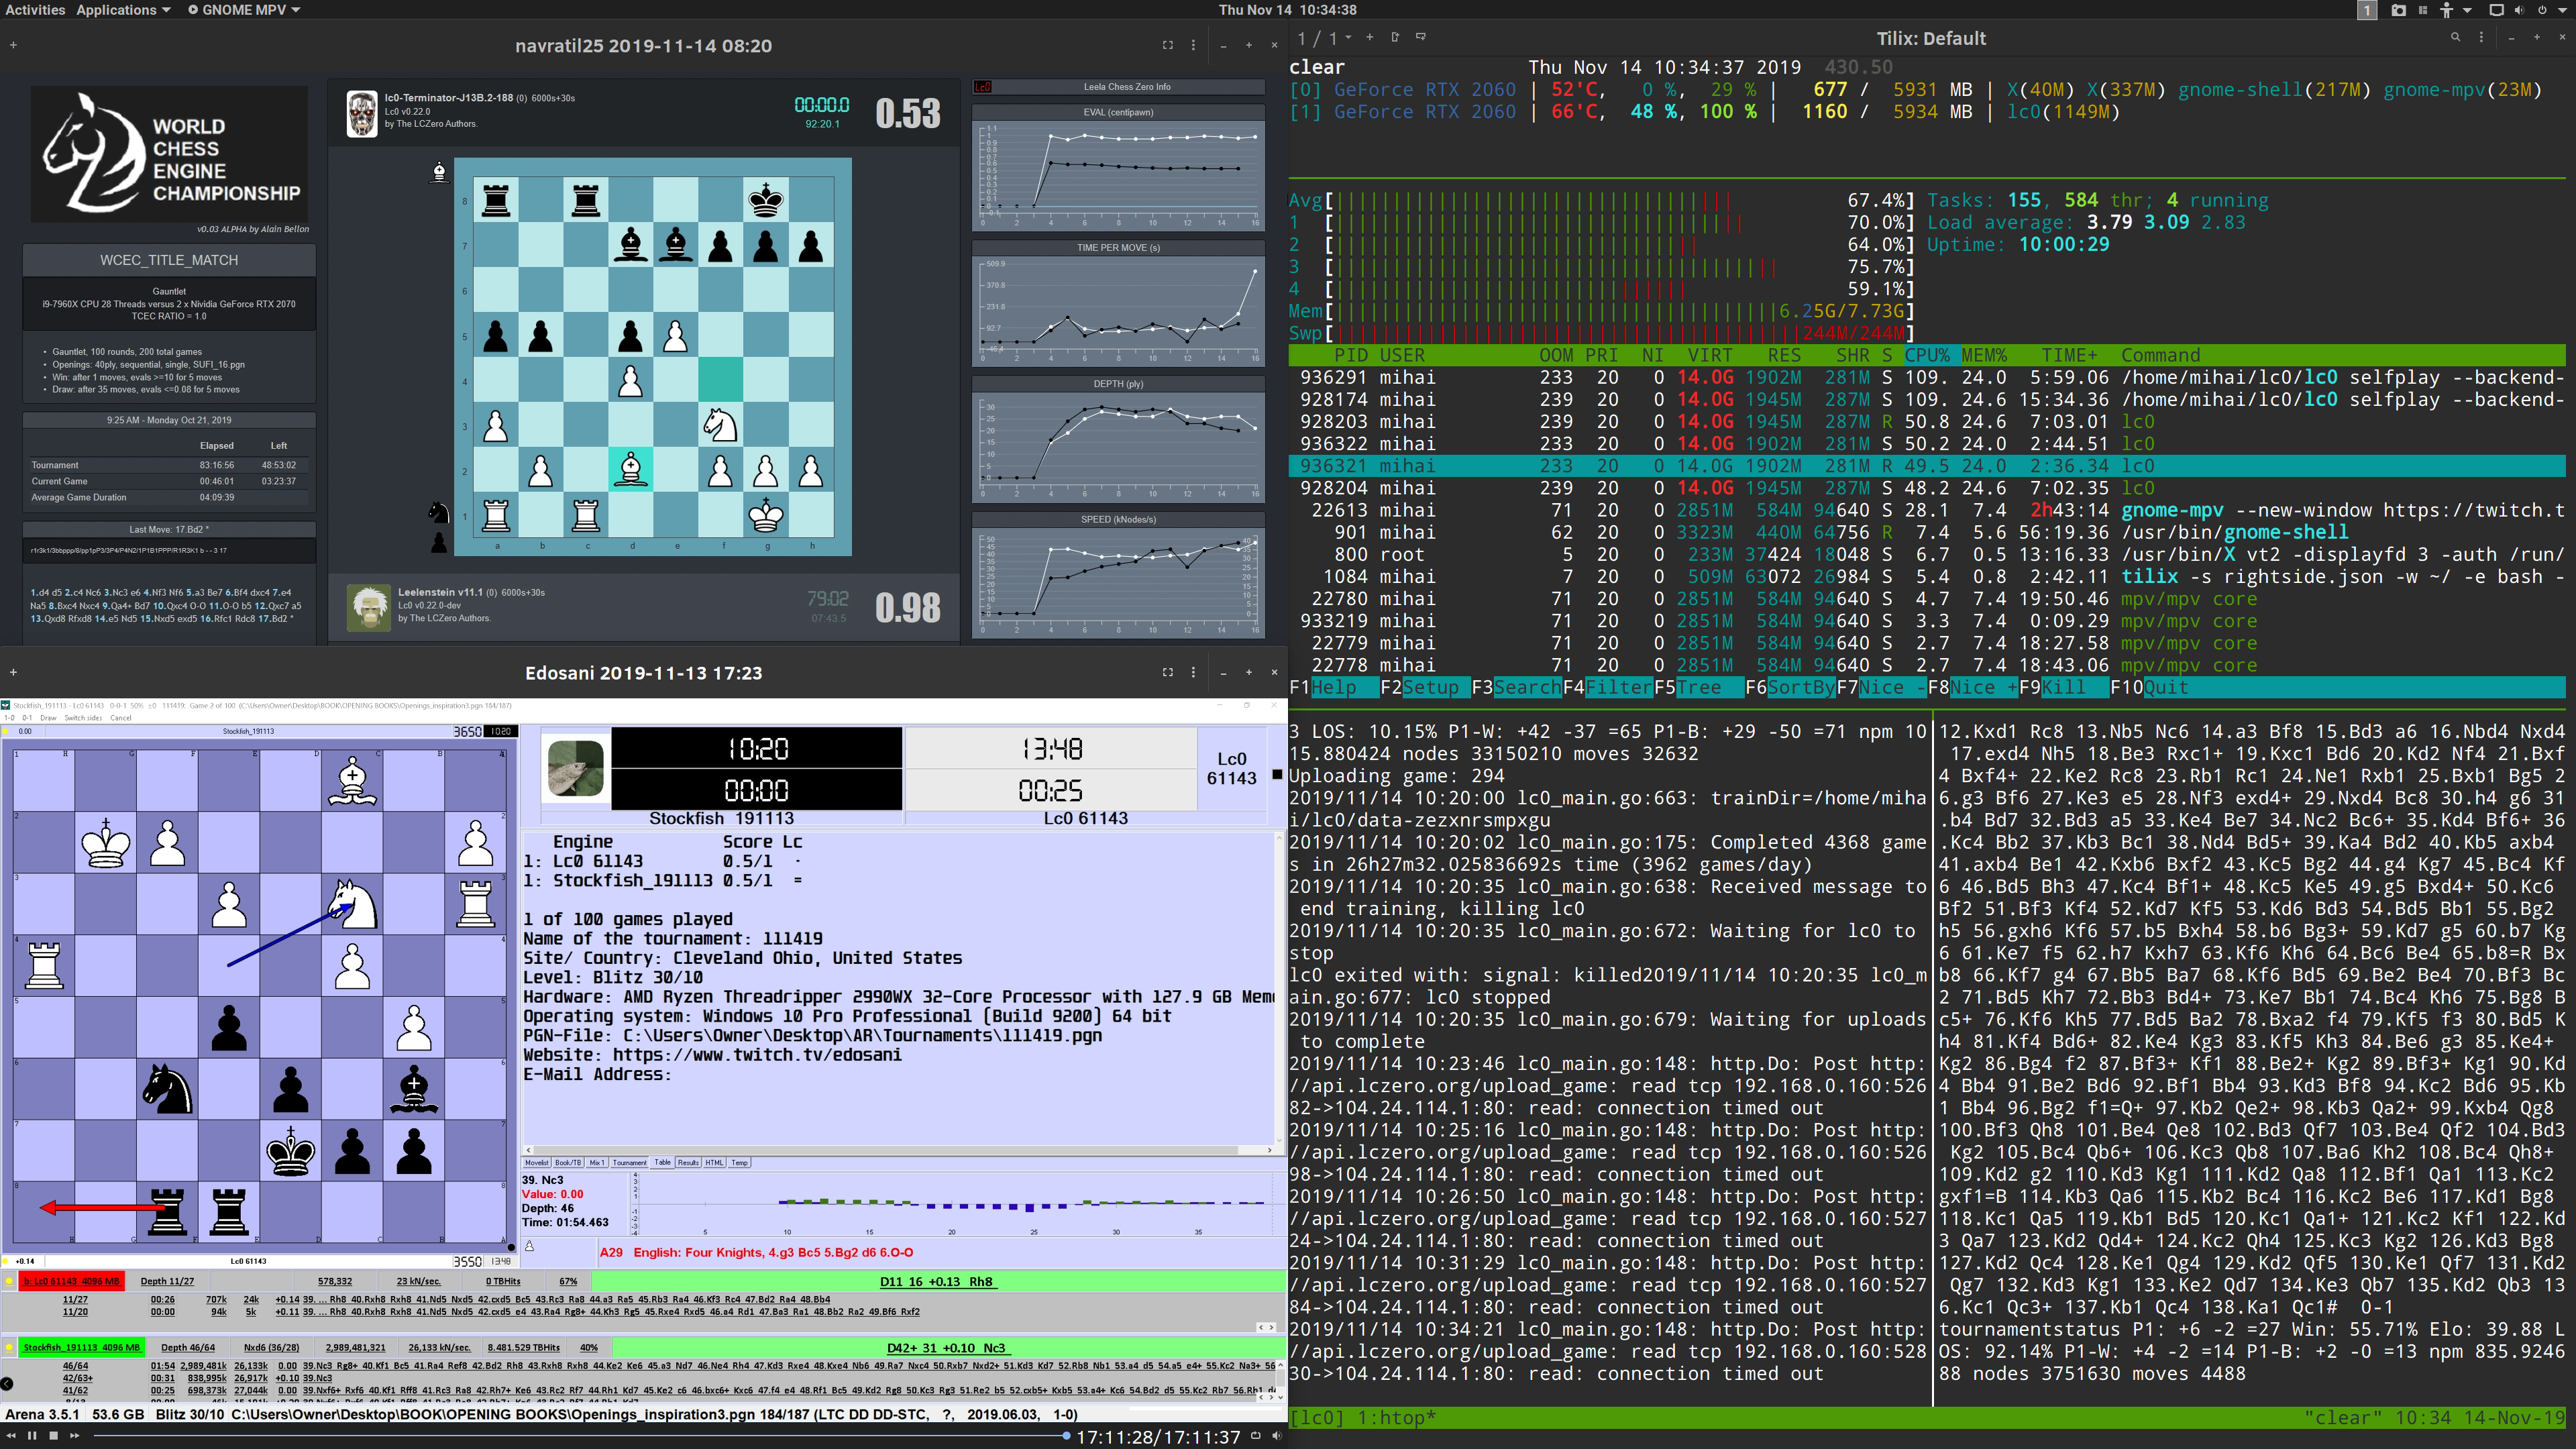 Activities Applications GNOME MPV Thu Nov 14 10:34:38 1
navratil25 2019-11-14 08:20
WORLD CHESS ENGINE CHAMPIONSHIP
v0.03 ALPHA by Alain Bellon
WCEC_TITLE_MATCH
Gauntlet
i9-7960X CPU 28 Threads versus 2 x Nividia GeForce RTX 2070
TCEC RATIO = 1.0
• Gauntlet, 100 rounds, 200 total games
• Openings: 40ply, sequential, single, SUFI_16.pgn
• Win: after 1 moves, evals >=10 for 5 moves
• Draw: after 35 moves, evals <=0.08 for 5 moves
9:25 AM - Monday Oct 21, 2019
Elapsed Left
Tournament 83:16:56 48:53:02
Current Game 00:46:01 03:23:37
Average Game Duration 04:09:39
Last Move: 17.Bd2 *
r1r3k1/3bbppp/8/pp1pP3/3P4/P4N2/1P1B1PPP/R1R3K1 b - - 3 17
1.d4 d5 2.c4 Nc6 3.Nc3 e6 4.Nf3 Nf6 5.a3 Be7 6.Bf4 dxc4 7.e4
Na5 8.Bxc4 Nxc4 9.Qa4+ Bd7 10.Qxc4 O-O 11.O-O b5 12.Qxc7 a5
13.Qxd8 Rfxd8 14.e5 Nd5 15.Nxd5 exd5 16.Rfc1 Rdc8 17.Bd2 *
lc0-Terminator-J13B.2-188 (0) 6000s+30s
Lc0 v0.22.0
by The LCZero Authors.
00:00.0
92:20.1
0.53
8
7
6
5
4
3
2
1
a b c d e f g h
Leelenstein v11.1 (0) 6000s+30s
Lc0 v0.22.0-dev
by The LCZero Authors.
79:02
07:43.5
0.98
Lc0 Leela Chess Zero Info
EVAL (centipawn)
TIME PER MOVE (s)
509.9
370.8
231.8
92.7
-46.4
DEPTH (ply)
SPEED (kNodes/s)
1 / 1 Tilix: Default
clear Thu Nov 14 10:34:37 2019 430.50
[0] GeForce RTX 2060 | 52'C, 0 %, 29 % | 677 / 5931 MB | X(40M) X(337M) gnome-shell(217M) gnome-mpv(23M)
[1] GeForce RTX 2060 | 66'C, 48 %, 100 % | 1160 / 5934 MB | lc0(1149M)
Avg[ 67.4%] Tasks: 155, 584 thr; 4 running
1 [ 70.0%] Load average: 3.79 3.09 2.83
2 [ 64.0%] Uptime: 10:00:29
3 [ 75.7%]
4 [ 59.1%]
Mem[ 6.25G/7.73G]
Swp[ 244M/244M]
PID USER OOM PRI NI VIRT RES SHR S CPU% MEM% TIME+ Command
936291 mihai 233 20 0 14.0G 1902M 281M S 109. 24.0 5:59.06 /home/mihai/lc0/lc0 selfplay --backend-
928174 mihai 239 20 0 14.0G 1945M 287M S 109. 24.6 15:34.36 /home/mihai/lc0/lc0 selfplay --backend-
928203 mihai 239 20 0 14.0G 1945M 287M R 50.8 24.6 7:03.01 lc0
936322 mihai 233 20 0 14.0G 1902M 281M S 50.2 24.0 2:44.51 lc0
936321 mihai 233 20 0 14.0G 1902M 281M R 49.5 24.0 2:36.34 lc0
928204 mihai 239 20 0 14.0G 1945M 287M S 48.2 24.6 7:02.35 lc0
22613 mihai 71 20 0 2851M 584M 94640 S 28.1 7.4 2h43:14 gnome-mpv --new-window https://twitch.t
901 mihai 62 20 0 3323M 440M 64756 R 7.4 5.6 56:19.36 /usr/bin/gnome-shell
800 root 5 20 0 233M 37424 18048 S 6.7 0.5 13:16.33 /usr/bin/X vt2 -displayfd 3 -auth /run/
1084 mihai 7 20 0 509M 63072 26984 S 5.4 0.8 2:42.11 tilix -s rightside.json -w ~/ -e bash -
22780 mihai 71 20 0 2851M 584M 94640 S 4.7 7.4 19:50.46 mpv/mpv core
933219 mihai 71 20 0 2851M 584M 94640 S 3.3 7.4 0:09.29 mpv/mpv core
22779 mihai 71 20 0 2851M 584M 94640 S 2.7 7.4 18:27.58 mpv/mpv core
22778 mihai 71 20 0 2851M 584M 94640 S 2.7 7.4 18:43.06 mpv/mpv core
F1Help F2Setup F3SearchF4FilterF5Tree F6SortByF7Nice -F8Nice +F9Kill F10Quit
3 LOS: 10.15% P1-W: +42 -37 =65 P1-B: +29 -50 =71 npm 10
15.880424 nodes 33150210 moves 32632
Uploading game: 294
2019/11/14 10:20:00 lc0_main.go:663: trainDir=/home/miha
i/lc0/data-zezxnrsmpxgu
2019/11/14 10:20:02 lc0_main.go:175: Completed 4368 game
s in 26h27m32.025836692s time (3962 games/day)
2019/11/14 10:20:35 lc0_main.go:638: Received message to
end training, killing lc0
2019/11/14 10:20:35 lc0_main.go:672: Waiting for lc0 to
stop
lc0 exited with: signal: killed2019/11/14 10:20:35 lc0_m
ain.go:677: lc0 stopped
2019/11/14 10:20:35 lc0_main.go:679: Waiting for uploads
to complete
2019/11/14 10:23:46 lc0_main.go:148: http.Do: Post http:
//api.lczero.org/upload_game: read tcp 192.168.0.160:526
82->104.24.114.1:80: read: connection timed out
2019/11/14 10:25:16 lc0_main.go:148: http.Do: Post http:
//api.lczero.org/upload_game: read tcp 192.168.0.160:526
98->104.24.114.1:80: read: connection timed out
2019/11/14 10:26:50 lc0_main.go:148: http.Do: Post http:
//api.lczero.org/upload_game: read tcp 192.168.0.160:527
24->104.24.114.1:80: read: connection timed out
2019/11/14 10:31:29 lc0_main.go:148: http.Do: Post http:
//api.lczero.org/upload_game: read tcp 192.168.0.160:527
84->104.24.114.1:80: read: connection timed out
2019/11/14 10:34:21 lc0_main.go:148: http.Do: Post http:
//api.lczero.org/upload_game: read tcp 192.168.0.160:528
30->104.24.114.1:80: read: connection timed out
12.Kxd1 Rc8 13.Nb5 Nc6 14.a3 Bf8 15.Bd3 a6 16.Nbd4 Nxd4
17.exd4 Nh5 18.Be3 Rxc1+ 19.Kxc1 Bd6 20.Kd2 Nf4 21.Bxf
4 Bxf4+ 22.Ke2 Rc8 23.Rb1 Rc1 24.Ne1 Rxb1 25.Bxb1 Bg5 2
6.g3 Bf6 27.Ke3 e5 28.Nf3 exd4+ 29.Nxd4 Bc8 30.h4 g6 31
.b4 Bd7 32.Bd3 a5 33.Ke4 Be7 34.Nc2 Bc6+ 35.Kd4 Bf6+ 36
.Kc4 Bb2 37.Kb3 Bc1 38.Nd4 Bd5+ 39.Ka4 Bd2 40.Kb5 axb4
41.axb4 Be1 42.Kxb6 Bxf2 43.Kc5 Bg2 44.g4 Kg7 45.Bc4 Kf
6 46.Bd5 Bh3 47.Kc4 Bf1+ 48.Kc5 Ke5 49.g5 Bxd4+ 50.Kc6
Bf2 51.Bf3 Kf4 52.Kd7 Kf5 53.Kd6 Bd3 54.Bd5 Bb1 55.Bg2
h5 56.gxh6 Kf6 57.b5 Bxh4 58.b6 Bg3+ 59.Kd7 g5 60.b7 Kg
6 61.Ke7 f5 62.h7 Kxh7 63.Kf6 Kh6 64.Bc6 Be4 65.b8=R Bx
b8 66.Kf7 g4 67.Bb5 Ba7 68.Kf6 Bd5 69.Be2 Be4 70.Bf3 Bc
2 71.Bd5 Kh7 72.Bb3 Bd4+ 73.Ke7 Bb1 74.Bc4 Kh6 75.Bg8 B
c5+ 76.Kf6 Kh5 77.Bd5 Ba2 78.Bxa2 f4 79.Kf5 f3 80.Bd5 K
h4 81.Kf4 Bd6+ 82.Ke4 Kg3 83.Kf5 Kh3 84.Be6 g3 85.Ke4+
Kg2 86.Bg4 f2 87.Bf3+ Kf1 88.Be2+ Kg2 89.Bf3+ Kg1 90.Kd
4 Bb4 91.Be2 Bd6 92.Bf1 Bb4 93.Kd3 Bf8 94.Kc2 Bd6 95.Kb
1 Bb4 96.Bg2 f1=Q+ 97.Kb2 Qe2+ 98.Kb3 Qa2+ 99.Kxb4 Qg8
100.Bf3 Qh8 101.Be4 Qe8 102.Bd3 Qf7 103.Be4 Qf2 104.Bd3
Kg2 105.Bc4 Qb6+ 106.Kc3 Qb8 107.Ba6 Kh2 108.Bc4 Qh8+
109.Kd2 g2 110.Kd3 Kg1 111.Kd2 Qa8 112.Bf1 Qa1 113.Kc2
gxf1=B 114.Kb3 Qa6 115.Kb2 Bc4 116.Kc2 Be6 117.Kd1 Bg8
118.Kc1 Qa5 119.Kb1 Bd5 120.Kc1 Qa1+ 121.Kc2 Kf1 122.Kd
3 Qa7 123.Kd2 Qd4+ 124.Kc2 Qh4 125.Kc3 Kg2 126.Kd3 Bg8
127.Kd2 Qc4 128.Ke1 Qg4 129.Kd2 Qf5 130.Ke1 Qf7 131.Kd2
Qg7 132.Kd3 Kg1 133.Ke2 Qd7 134.Ke3 Qb7 135.Kd2 Qb3 13
6.Kc1 Qc3+ 137.Kb1 Qc4 138.Ka1 Qc1# 0-1
tournamentstatus P1: +6 -2 =27 Win: 55.71% Elo: 39.88 L
OS: 92.14% P1-W: +4 -2 =14 P1-B: +2 -0 =13 npm 835.9246
88 nodes 3751630 moves 4488
[lc0] 1:htop* "clear" 10:34 14-Nov-19
Edosani 2019-11-13 17:23
Stockfish_191113 - Lc0 61143 0-0-1 50% ±0 111419: Game 2 of 100 (C:\Users\Owner\Desktop\BOOK\OPENING BOOKS\Openings_inspiration3.pgn 184/187)
1-0 0-1 Draw Switch sides Cancel
0.00 Stockfish_191113 3650 10:20
10:20 13:48
00:00 00:25
Lc0 61143
Stockfish 191113 Lc0 61143
Engine Score Lc
1: Lc0 61143 0.5/1 ·
1: Stockfish_191113 0.5/1 =
1 of 100 games played
Name of the tournament: 111419
Site/ Country: Cleveland Ohio, United States
Level: Blitz 30/10
Hardware: AMD Ryzen Threadripper 2990WX 32-Core Processor with 127.9 GB Mem
Operating system: Windows 10 Pro Professional (Build 9200) 64 bit
PGN-File: C:\Users\Owner\Desktop\AR\Tournaments\111419.pgn
Website: https://www.twitch.tv/edosani
E-Mail Address:
Movelist Book/TB Mix 1 Tournament Table Results HTML Temp
39. Nc3
Value: 0.00
Depth: 46
Time: 01:54.463
5 10 15 20 25 30 35
A29 English: Four Knights, 4.g3 Bc5 5.Bg2 d6 6.O-O
+0.14 Lc0 61143 3550 13:48
b: Lc0 61143 4096 MB Depth 11/27 578,332 23 kN/sec. 0 TBHits 67% D11 16 +0.13 Rh8
11/27 00:26 707k 24k +0.14 39. ... Rh8 40.Rxh8 Rxh8 41.Nd5 Nxd5 42.cxd5 Bc5 43.Rc3 Ra8 44.a3 Ra5 45.Rb3 Ra4 46.Kf3 Rc4 47.Bd2 Ra4 48.Bb4
11/20 00:00 94k 5k +0.11 39. ... Rh8 40.Rxh8 Rxh8 41.Nd5 Nxd5 42.cxd5 e4 43.Ra4 Rg8+ 44.Kh3 Rg5 45.Rxe4 Rxd5 46.a4 Rd1 47.Ba3 Ra1 48.Bb2 Ra2 49.Bf6 Rxf2
Stockfish_191113 4096 MB Depth 46/64 Nxd6 (36/28) 2,989,481,321 26,133 kN/sec. 8,481,529 TBHits 40% D42+ 31 +0.10 Nc3
46/64 01:54 2,989,481k 26,133k 0.00 39.Nc3 Rg8+ 40.Kf1 Bc5 41.Ra4 Ref8 42.Bd2 Rh8 43.Rxh8 Rxh8 44.Ke2 Ke6 45.a3 Nd7 46.Ne4 Rh4 47.Kd3 Rxe4 48.Kxe4 Nb6 49.Ra7 Nxc4 50.Rxb7 Nxd2+ 51.Kd3 Kd7 52.Rb8 Nb1 53.a4 d5 54.a5 e4+ 55.Kc2 Na3+ 56
42/63+ 00:31 838,995k 26,917k +0.10 39.Nc3
41/62 00:25 698,373k 27,044k 0.00
Arena 3.5.1 53.6 GB Blitz 30/10 C:\Users\Owner\Desktop\BOOK\OPENING BOOKS\Openings_inspiration3.pgn 184/187 (LTC DD DD-STC, ?, 2019.06.03, 1-0)
17:11:28/17:11:37